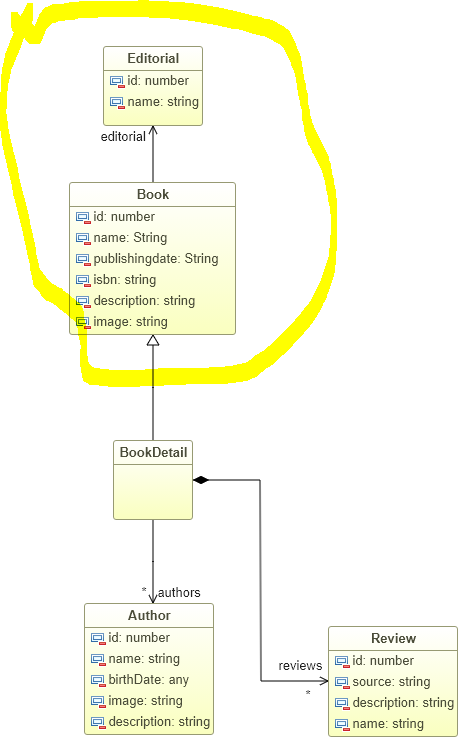 Editorial
id: number
name: string
editorial
Book
id: number
name: String
publishingdate: String
isbn: string
description: string
image: string
BookDetail
* authors
Author
id: number
name: string
birthDate: any
image: string
description: string
reviews
*
Review
id: number
source: string
description: string
name: string